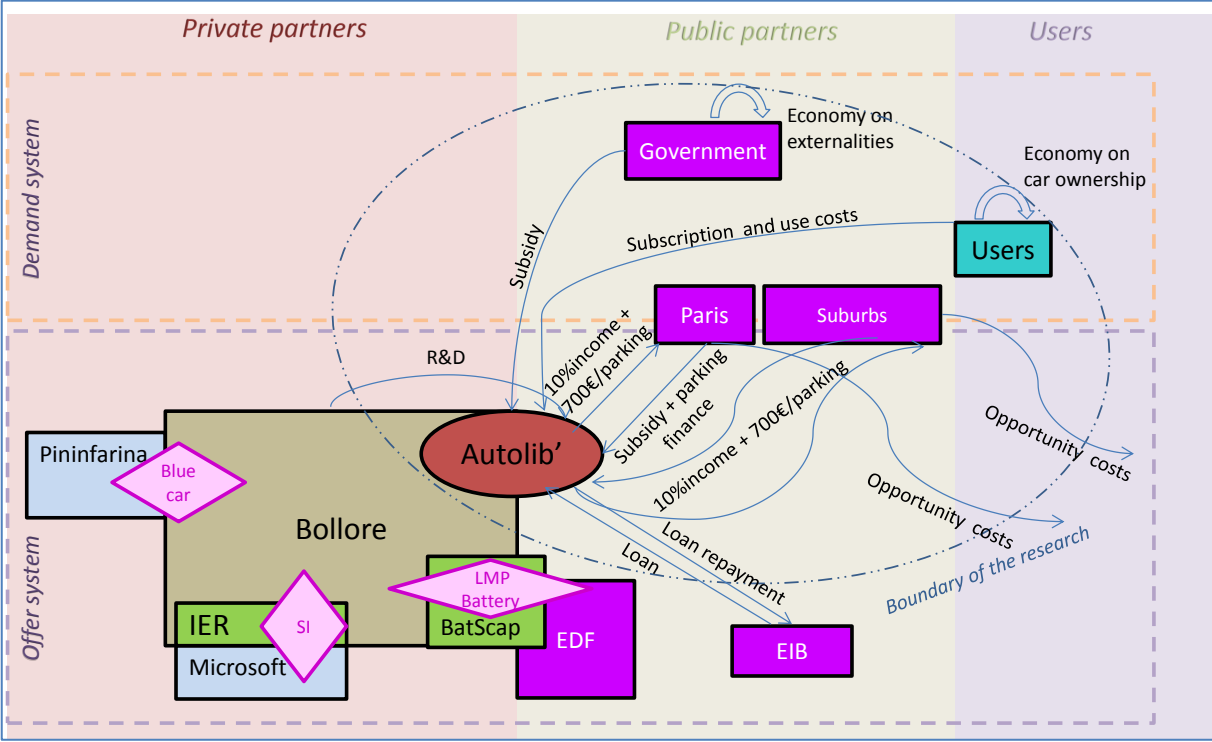 Private partners
Public partners
Users
Demand system
Government
Economy on
externalities
Economy on
car ownership
Subsidy
Subscription and use costs
Users
Paris
Suburbs
Offer system
R&D
10%income +
700€/parking
Subsidy + parking
finance
10%income + 700€/parking
Opportunity costs
Opportunity costs
Pininfarina
Blue
car
Autolib’
Bollore
Loan repayment
Loan
Boundary of the research
LMP
Battery
BatScap
IER
SI
Microsoft
EDF
EIB